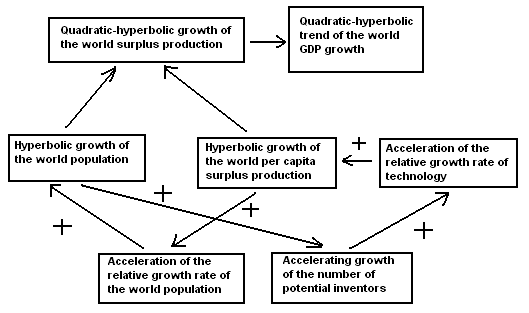 Quadratic-hyperbolic growth of
the world surplus production
Quadratic-hyperbolic
trend of the world
GDP growth
Hyperbolic growth of
the world population
Hyperbolic growth of
the world per capita
surplus production
Acceleration of the
relative growth rate of
technology
Acceleration of the
relative growth rate of
the world population
Accelerating growth
of the number of
potential inventors